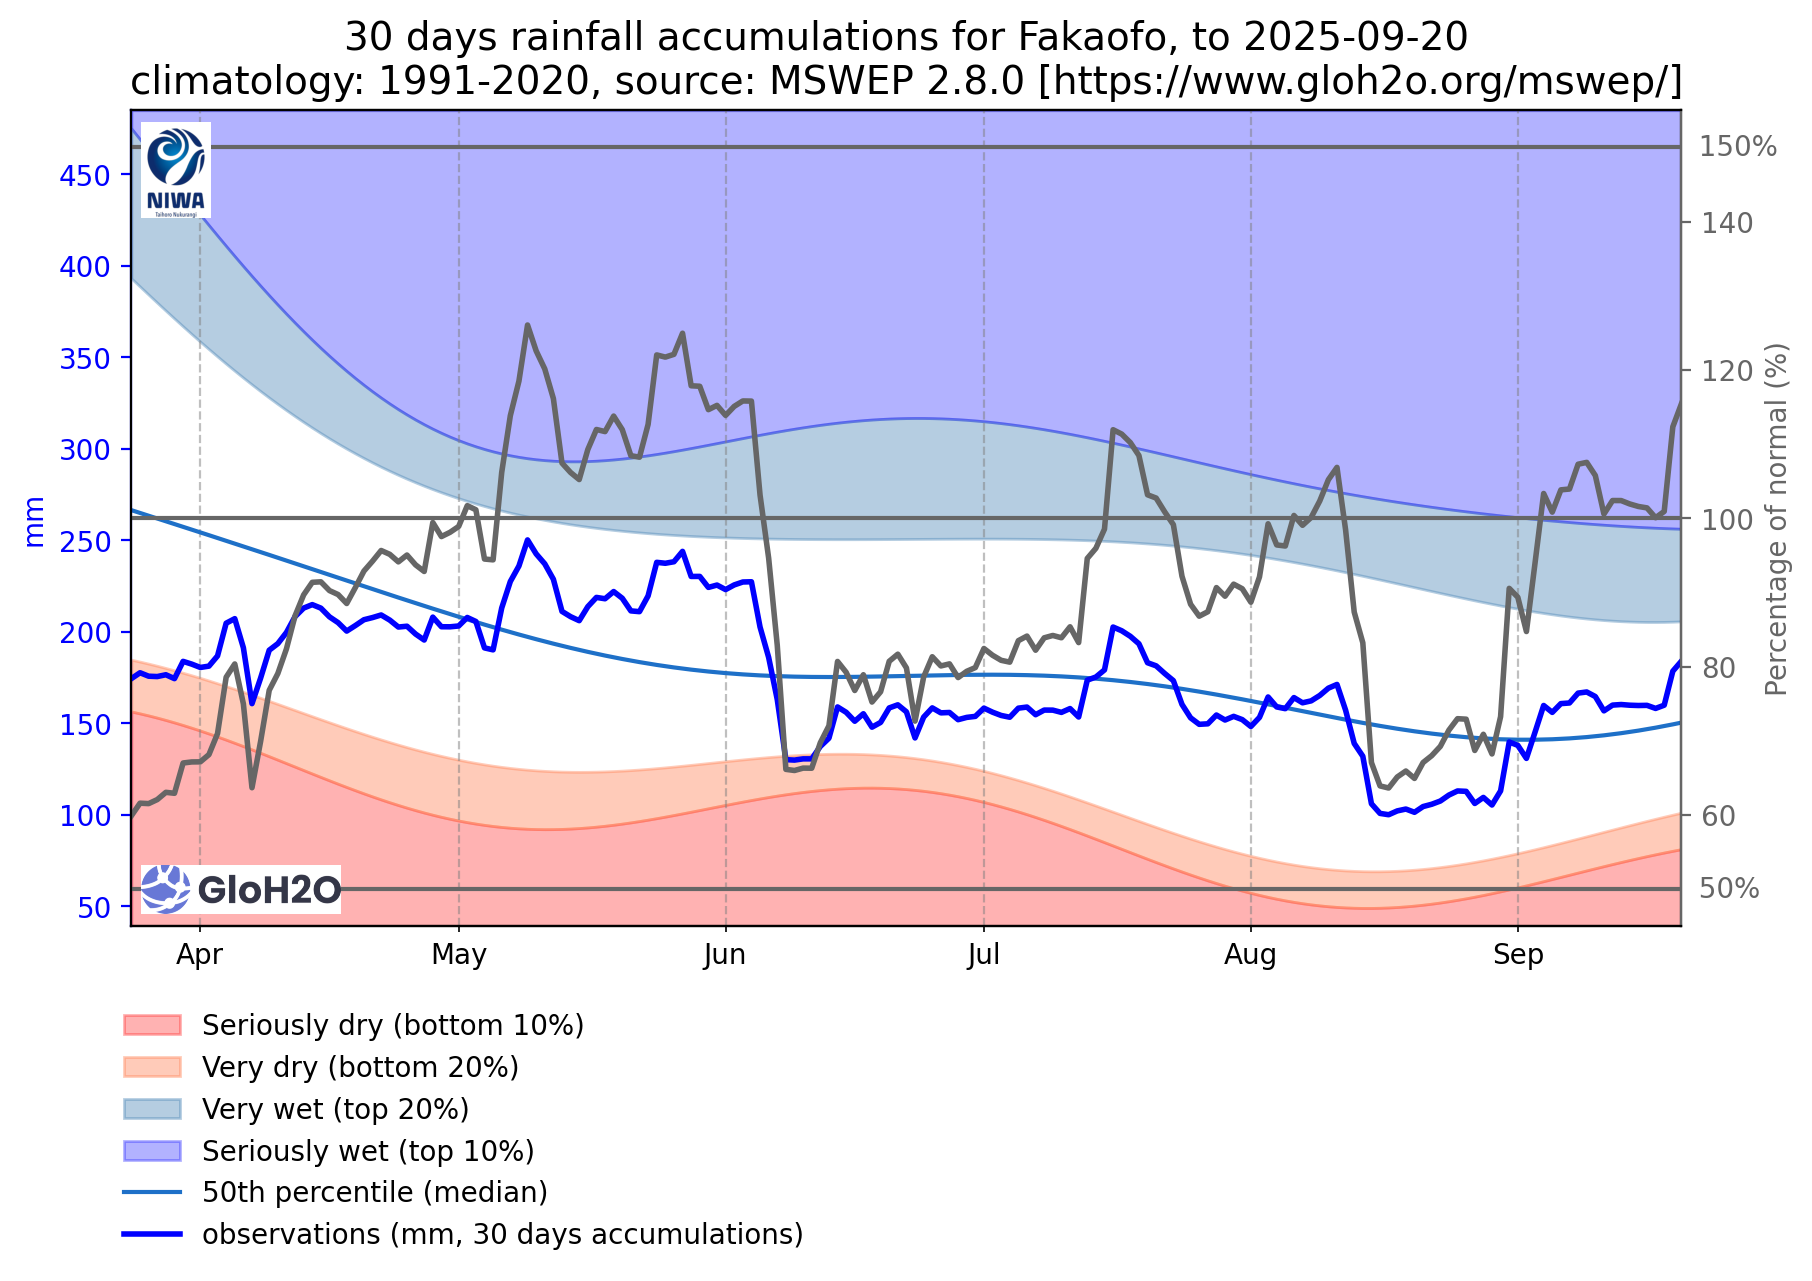 30 days rainfall accumulations for Fakaofo, to 2025-09-20
climatology: 1991-2020, source: MSWEP 2.8.0 [https://www.gloh2o.org/mswep/]
NIWA
Taihoro Nukurangi
450
400
350
300
250
200
150
100
50
mm
150%
140
120
100
80
60
50%
Percentage of normal (%)
GloH2O
Apr
May
Jun
Jul
Aug
Sep
Seriously dry (bottom 10%)
Very dry (bottom 20%)
Very wet (top 20%)
Seriously wet (top 10%)
50th percentile (median)
observations (mm, 30 days accumulations)